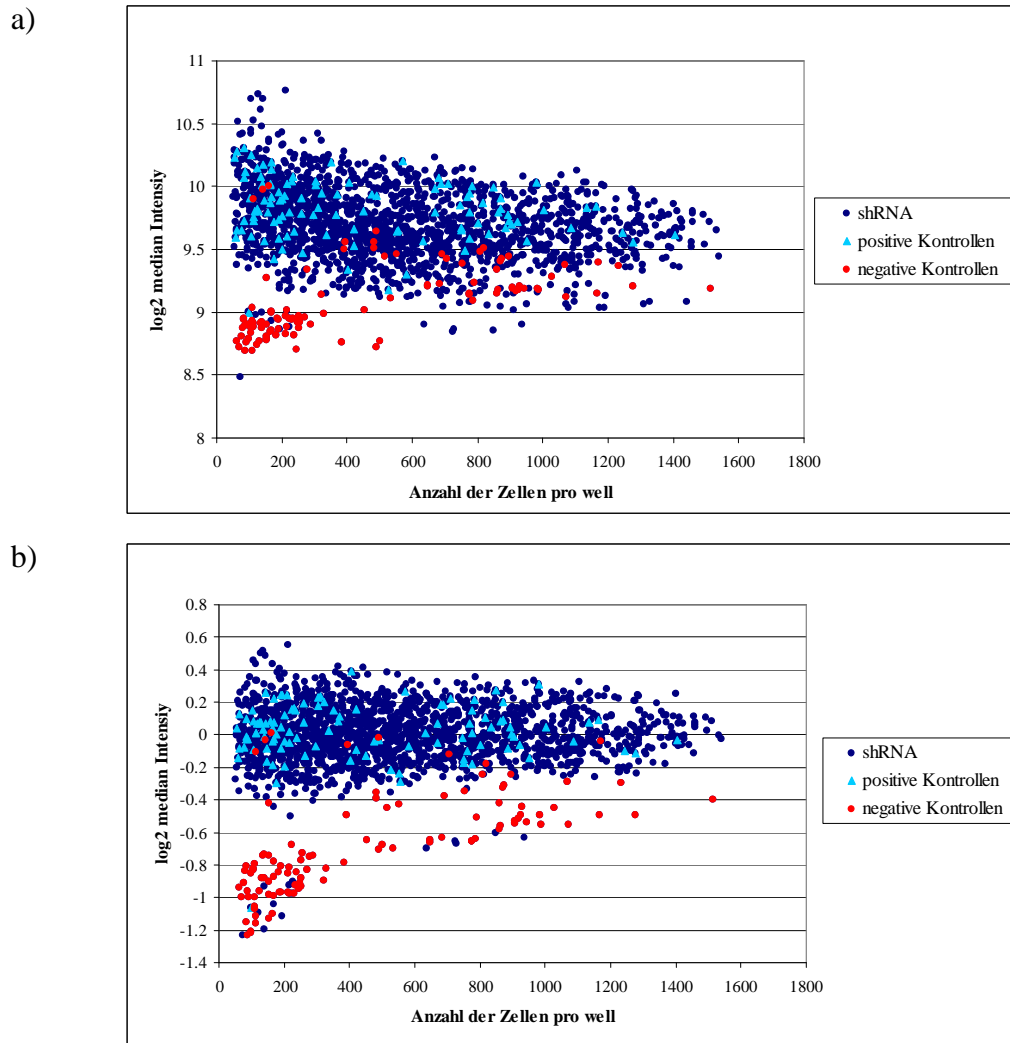 a)
11
10.5
10
9.5
9
8.5
8
0 200 400 600 800 1000 1200 1400 1600 1800
log2 median Intensiy
Anzahl der Zellen pro well
shRNA
positive Kontrollen
negative Kontrollen
b)
0.8
0.6
0.4
0.2
0
-0.2
-0.4
-0.6
-0.8
-1
-1.2
-1.4
0 200 400 600 800 1000 1200 1400 1600 1800
log2 median Intensiy
Anzahl der Zellen pro well
shRNA
positive Kontrollen
negative Kontrollen